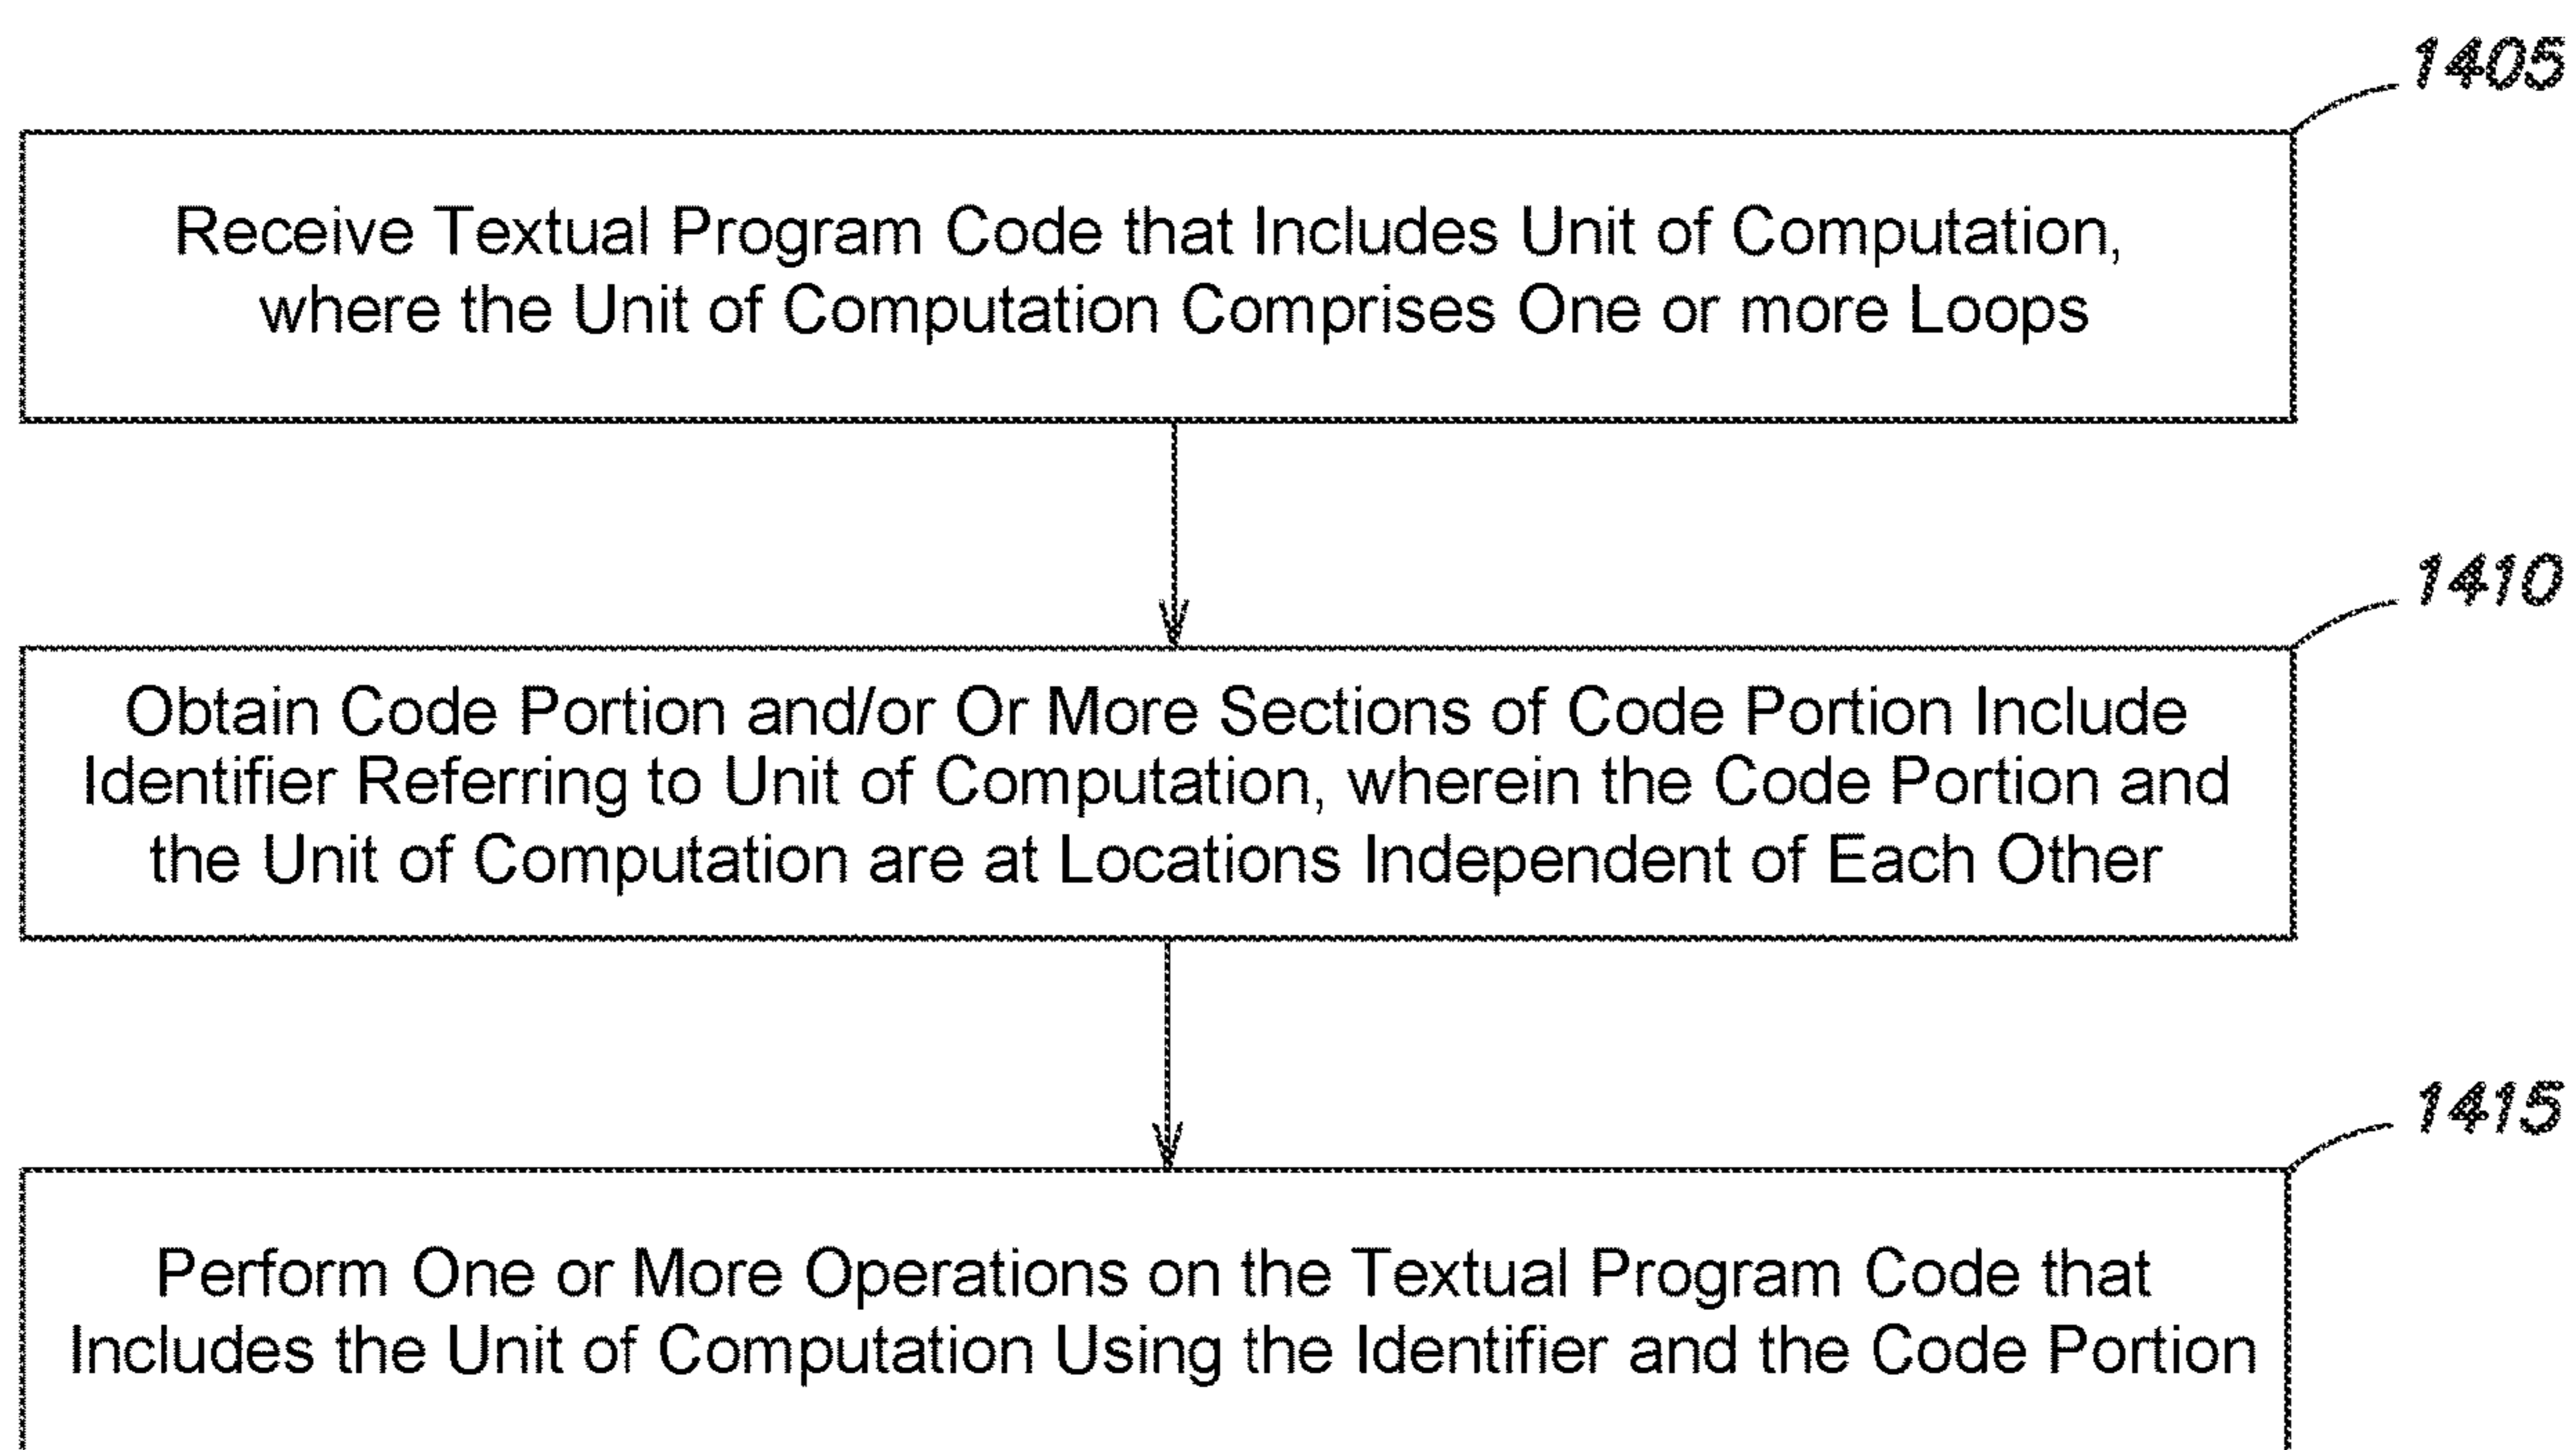 1405
Receive Textual Program Code that Includes Unit of Computation,
where the Unit of Computation Comprises One or more Loops
1410
Obtain Code Portion and/or Or More Sections of Code Portion Include
Identifier Referring to Unit of Computation, wherein the Code Portion and
the Unit of Computation are at Locations Independent of Each Other
1415
Perform One or More Operations on the Textual Program Code that
Includes the Unit of Computation Using the Identifier and the Code Portion